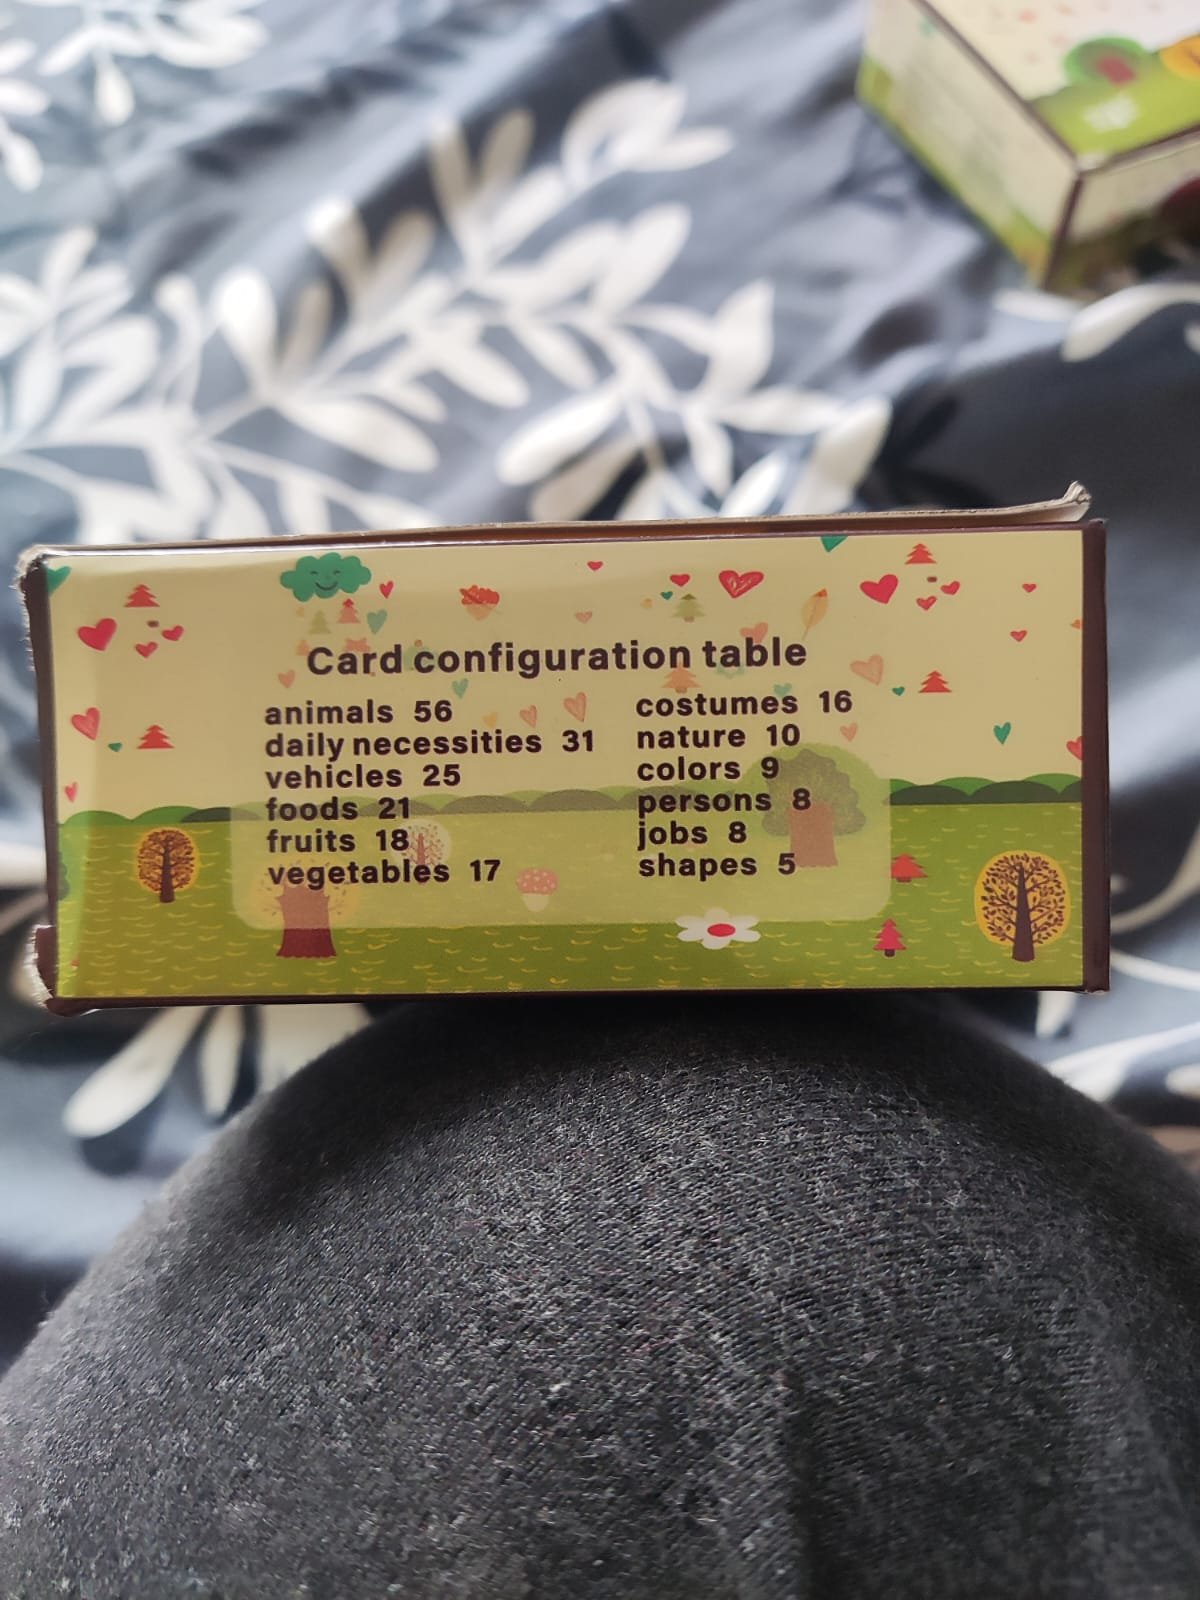 Card configuration table
animals 56
daily necessities 31
vehicles 25
foods 21
fruits 18
vegetables 17
costumes 16
nature 10
colors 9
persons 8
jobs 8
shapes 5